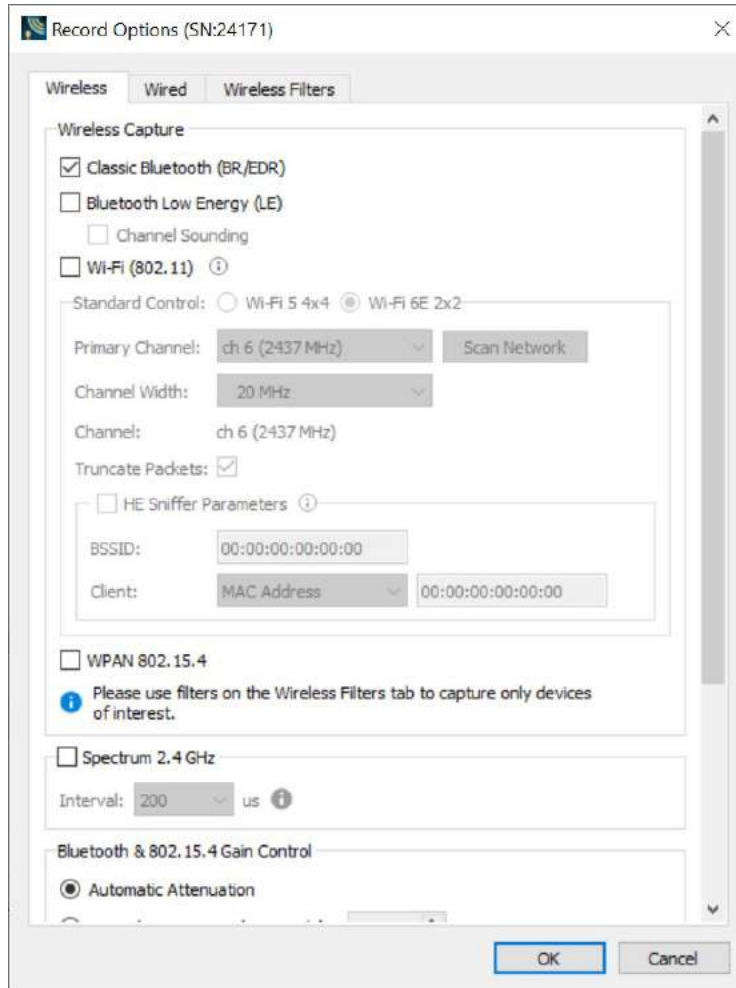 Record Options (SN:24171)
Wireless Wired Wireless Filters
Wireless Capture
Classic Bluetooth (BR/EDR)
Bluetooth Low Energy (LE)
Channel Sounding
Wi-Fi (802.11)
Standard Control: Wi-Fi 5 4x4 Wi-Fi 6E 2x2
Primary Channel: ch 6 (2437 MHz) Scan Network
Channel Width: 20 MHz
Channel: ch 6 (2437 MHz)
Truncate Packets:
HE Sniffer Parameters
BSSID: 00:00:00:00:00:00
Client: MAC Address 00:00:00:00:00:00
WPAN 802.15.4
Please use filters on the Wireless Filters tab to capture only devices
of interest.
Spectrum 2.4 GHz
Interval: 200 us
Bluetooth & 802.15.4 Gain Control
Automatic Attenuation
OK Cancel